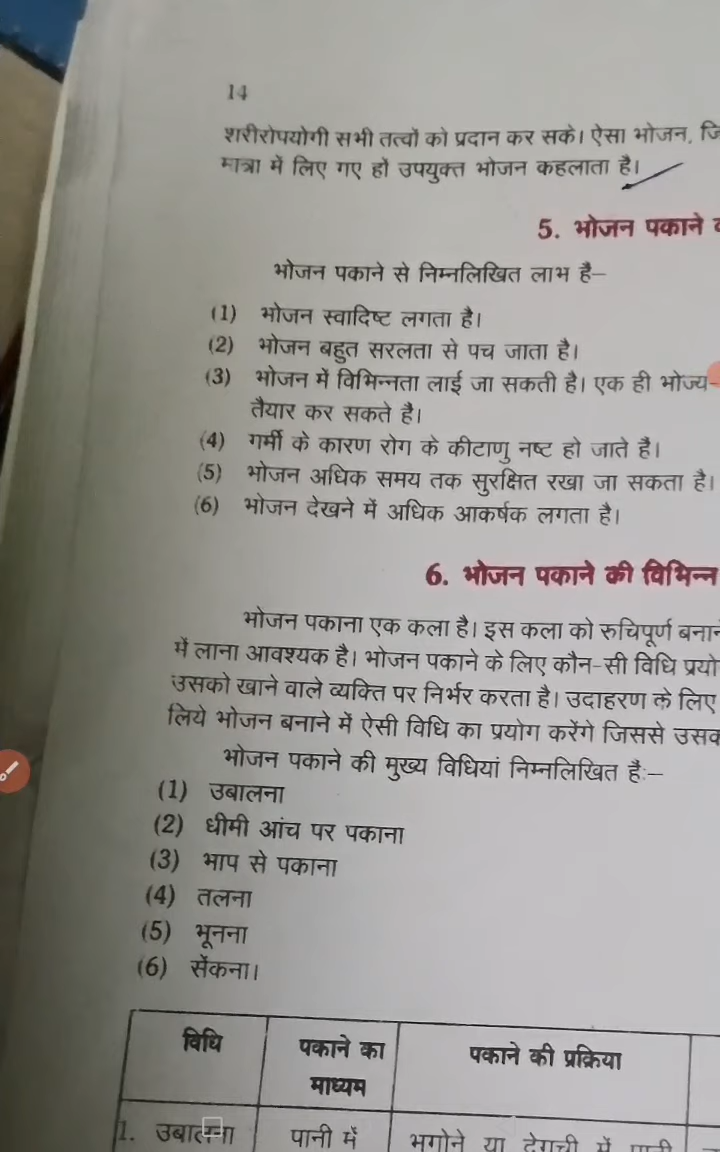 14
शरीरोपयोगी सभी तत्वों को प्रदान कर सके। ऐसा भोजन,
मात्रा में लिए गए हों उपयुक्त भोजन कहलाता है।
5. भोजन पकाने
भोजन पकाने से निम्नलिखित लाभ है–
(1) भोजन स्वादिष्ट लगता है।
(2) भोजन बहुत सरलता से पच जाता है।
(3) भोजन में विभिन्नता लाई जा सकती है। एक ही भोज्य-
तैयार कर सकते है।
(4) गर्मी के कारण रोग के कीटाणु नष्ट हो जाते है।
(5) भोजन अधिक समय तक सुरक्षित रखा जा सकता है।
(6) भोजन देखने में अधिक आकर्षक लगता है।
6. भोजन पकाने की विभिन्न
भोजन पकाना एक कला है। इस कला को रुचिपूर्ण
में लाना आवश्यक है। भोजन पकाने के लिए कौन-सी विधि
उसको खाने वाले व्यक्ति पर निर्भर करता है। उदाहरण के लिए
लिये भोजन बनाने में ऐसी विधि का प्रयोग करेंगे जिससे
भोजन पकाने की मुख्य विधियां निम्नलिखित है:–
(1) उबालना
(2) धीमी आंच पर पकाना
(3) भाप से पकाना
(4) तलना
(5) भूनना
(6) सेंकना।
विधि पकाने का माध्यम पकाने की प्रक्रिया
1. उबालना पानी में भगोने या देगची में पानी